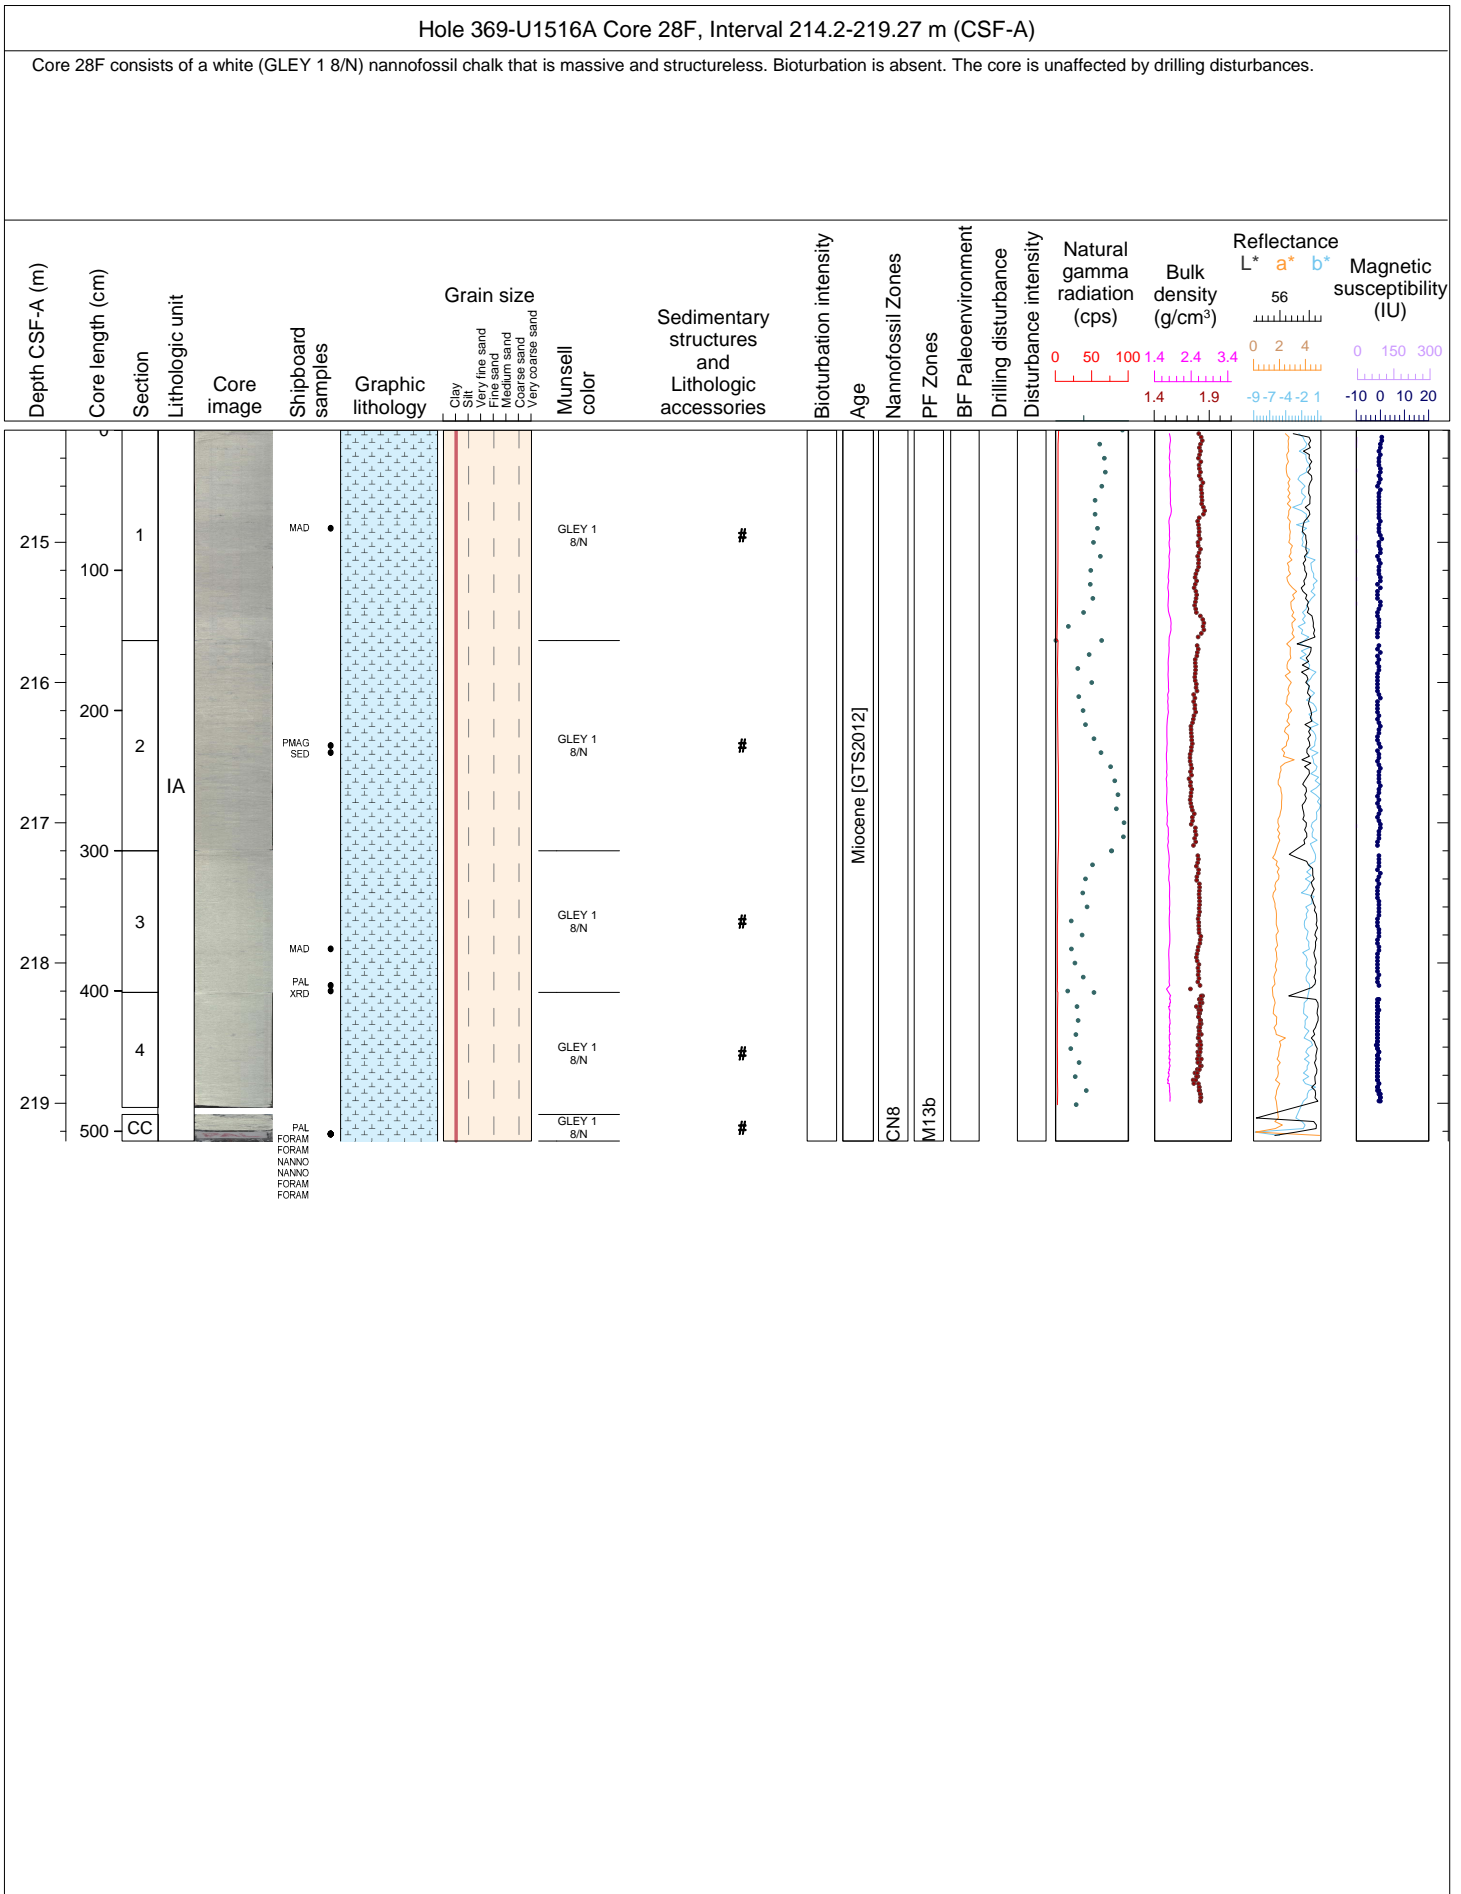 Hole 369-U1516A Core 28F, Interval 214.2-219.27 m (CSF-A)
Core 28F consists of a white (GLEY 1 8/N) nannofossil chalk that is massive and structureless. Bioturbation is absent. The core is unaffected by drilling disturbances.
Depth CSF-A (m)
Core length (cm)
Section
Lithologic unit
Core
image
Shipboard
samples
Graphic
lithology
Grain size
Clay
Silt
Very fine sand
Fine sand
Medium sand
Coarse sand
Very coarse sand
Munsell
color
Sedimentary
structures
and
Lithologic
accessories
Bioturbation intensity
Age
Nannofossil Zones
PF Zones
BF Paleoenvironment
Drilling disturbance
Disturbance intensity
Natural
gamma
radiation
(cps)
0 50 100
Bulk
density
(g/cm³)
1.4 2.4 3.4
1.4 1.9
Reflectance
L* a* b*
56
0 2 4
-9 -7 -4 -2 1
Magnetic
susceptibility
(IU)
0 150 300
-10 0 10 20
215
216
217
218
219
0
100
200
300
400
500
1
2
3
4
CC
IA
MAD
PMAG
SED
MAD
PAL
XRD
PAL
FORAM
FORAM
NANNO
NANNO
FORAM
FORAM
GLEY 1
8/N
GLEY 1
8/N
GLEY 1
8/N
GLEY 1
8/N
GLEY 1
8/N
#
#
#
#
#
Miocene [GTS2012]
CN8
M13b